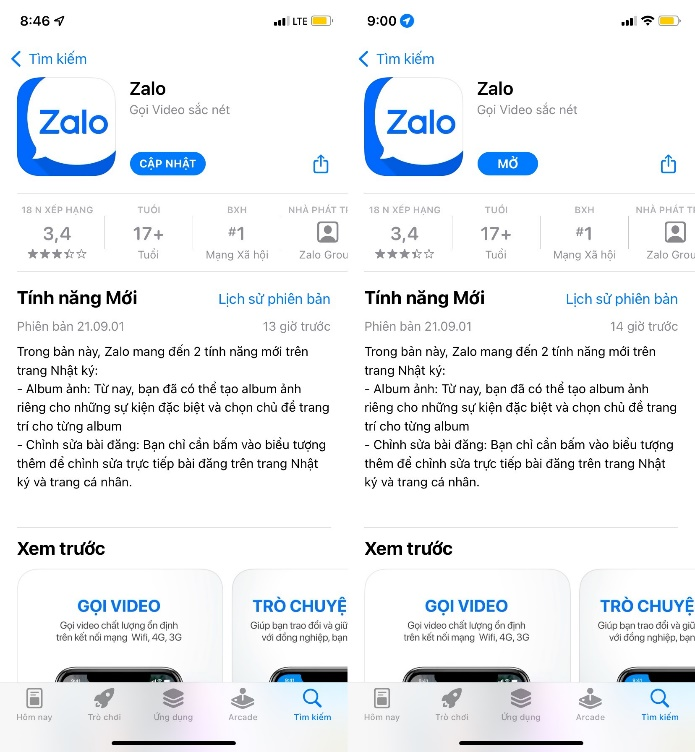 8:46
LTE
Tìm kiếm
Zalo
Zalo
Gọi Video sắc nét
CẬP NHẬT
18 N XẾP HẠNG
TUỔI
BXH
NHÀ PHÁT TR
3,4
17+
#1
Tuổi
Mạng Xã hội
Zalo Grou
Tính năng Mới
Lịch sử phiên bản
Phiên bản 21.09.01
13 giờ trước
Trong bản này, Zalo mang đến 2 tính năng mới trên
trang Nhật ký:
- Album ảnh: Từ nay, bạn đã có thể tạo album ảnh
riêng cho những sự kiện đặc biệt và chọn chủ đề trang
trí cho từng album
- Chỉnh sửa bài đăng: Bạn chỉ cần bấm vào biểu tượng
thêm để chỉnh sửa trực tiếp bài đăng trên trang Nhật
ký và trang cá nhân.
Xem trước
GỌI VIDEO
Gọi video chất lượng ổn định
trên kết nối mạng Wifi, 4G, 3G
TRÒ CHUYỆ
Giúp bạn trao đổi và giữ
với đồng nghiệp, bạn
Hôm nay
Trò chơi
Ứng dụng
Arcade
Tìm kiếm
9:00
Tìm kiếm
Zalo
Zalo
Gọi Video sắc nét
MỞ
18 N XẾP HẠNG
TUỔI
BXH
NHÀ PHÁT TR
3,4
17+
#1
Tuổi
Mạng Xã hội
Zalo Grou
Tính năng Mới
Lịch sử phiên bản
Phiên bản 21.09.01
14 giờ trước
Trong bản này, Zalo mang đến 2 tính năng mới trên
trang Nhật ký:
- Album ảnh: Từ nay, bạn đã có thể tạo album ảnh
riêng cho những sự kiện đặc biệt và chọn chủ đề trang
trí cho từng album
- Chỉnh sửa bài đăng: Bạn chỉ cần bấm vào biểu tượng
thêm để chỉnh sửa trực tiếp bài đăng trên trang Nhật
ký và trang cá nhân.
Xem trước
GỌI VIDEO
Gọi video chất lượng ổn định
trên kết nối mạng Wifi, 4G, 3G
TRÒ CHUYỆ
Giúp bạn trao đổi và giữ
với đồng nghiệp, bạn
Hôm nay
Trò chơi
Ứng dụng
Arcade
Tìm kiếm